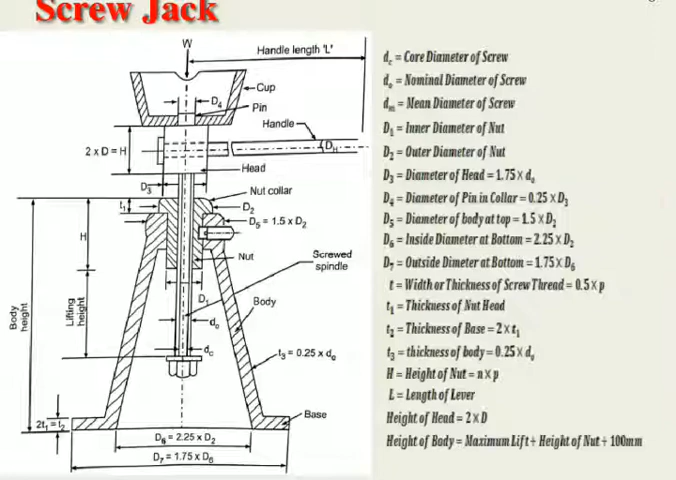 Screw Jack
W
Handle length 'L'
Cup
D₄
Pin
Handle
D_H
2 x D = H
Head
D₃
Nut collar
t₁
D₂
D₅ = 1.5 x D₂
H
Nut
Screwed
spindle
Body
height
Lifting
height
D₁
Body
dₒ
d꜀
t₃ = 0.25 x dₒ
2t₁ = t₂
Base
D₆ = 2.25 x D₂
D₇ = 1.75 x D₆
d꜀ = Core Diameter of Screw
dₒ = Nominal Diameter of Screw
dₘ = Mean Diameter of Screw
D₁ = Inner Diameter of Nut
D₂ = Outer Diameter of Nut
D₃ = Diameter of Head = 1.75 × dₒ
D₄ = Diameter of Pin in Collar = 0.25 × D₃
D₅ = Diameter of body at top = 1.5 × D₂
D₆ = Inside Diameter at Bottom = 2.25 × D₂
D₇ = Outside Dimeter at Bottom = 1.75 × D₆
t = Width or Thickness of Screw Thread = 0.5 × p
t₁ = Thickness of Nut Head
t₂ = Thickness of Base = 2 × t₁
t₃ = thickness of body = 0.25 × dₒ
H = Height of Nut = n × p
L = Length of Lever
Height of Head = 2 × D
Height of Body = Maximum Lift + Height of Nut + 100mm